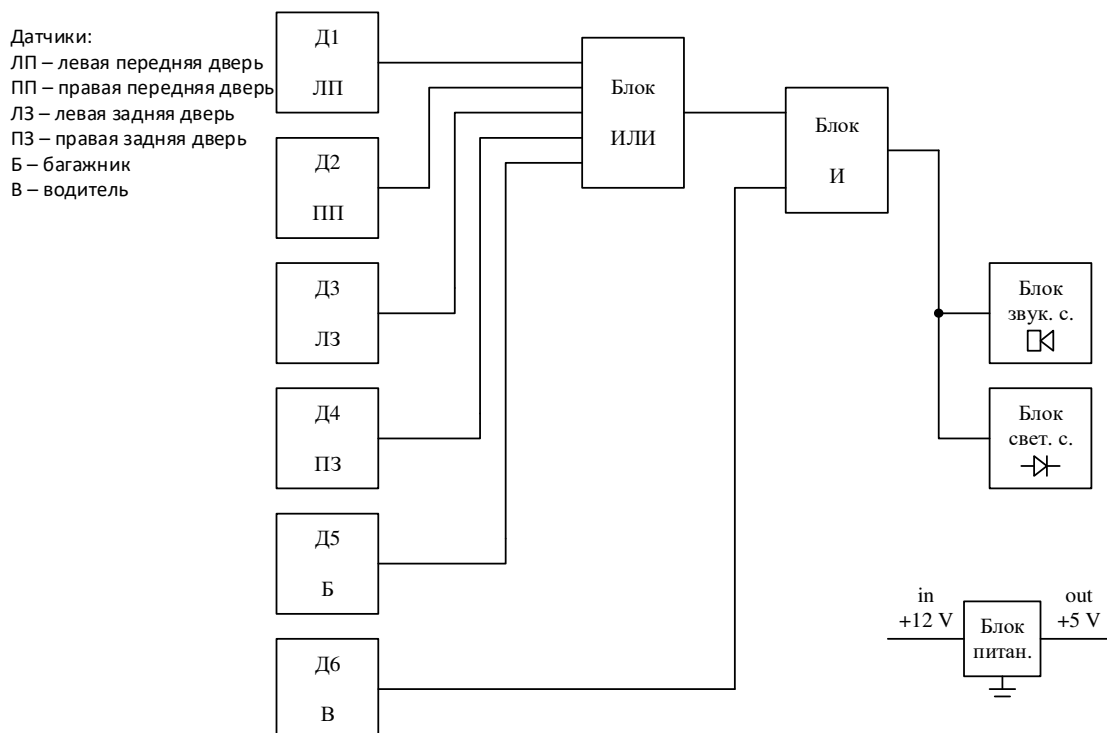 Датчики:
ЛП – левая передняя дверь
ПП – правая передняя дверь
ЛЗ – левая задняя дверь
ПЗ – правая задняя дверь
Б – багажник
В – водитель
Д1
ЛП
Д2
ПП
Д3
ЛЗ
Д4
ПЗ
Д5
Б
Д6
В
Блок
ИЛИ
Блок
И
Блок
звук. с.
Блок
свет. с.
in
+12 V
Блок
питан.
out
+5 V